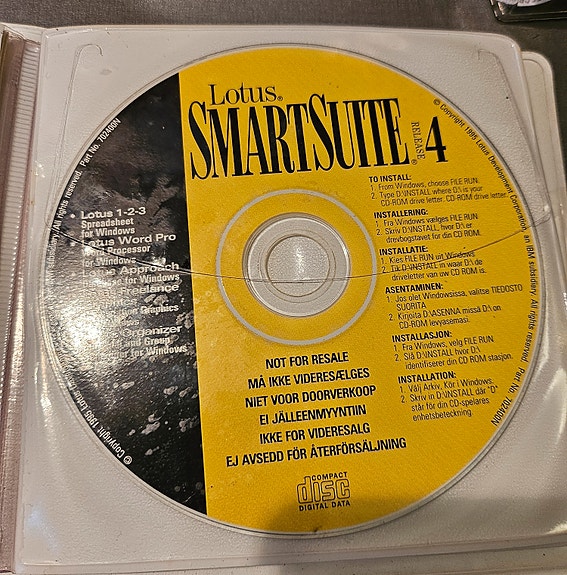 Lotus®
SMARTSUITE®
RELEASE 4
© Copyright 1995 Lotus Development Corporation, an IBM subsidiary. All rights reserved. Part No. 702400N
All rights reserved. Part No. 702400N
TO INSTALL:
1. From Windows, choose FILE RUN.
2. Type D:\INSTALL where D:\ is your
CD-ROM drive letter.
INSTALLERING:
1. Fra Windows vælges FILE RUN.
2. Skriv D:\INSTALL, hvor D:\ er
drevbogstavet for din CD ROM.
INSTALLATIE:
1. Kies FILE RUN uit Windows
2. Tik D:\INSTALL in waar D:\ de
driveletter van uw CD ROM is.
ASENTAMINEN:
1. Jos olet Windowsissa, valitse TIEDOSTO
SUORITA
2. Kirjoita D:\ASENNA missä D:\ on
CD-ROM levyasemasi.
INSTALLASJON:
1. Fra Windows, velg FILE RUN
2. Slå D:\INSTALL hvor D:\
identifiserer din CD ROM stasjon.
INSTALLATION:
1. Välj Arkiv, Kör i Windows.
2. Skriv in D:\INSTALL där "D"
står för din CD-spelares
enhetsbeteckning.
• Lotus 1-2-3
Spreadsheet
for Windows
Lotus Word Pro
Word Processor
for Windows
Approach
for Windows
Freelance
Graphics
Windows
Organizer
and Group
for Windows
© Copyright 1995 Lotus
NOT FOR RESALE
MÅ IKKE VIDERESÆLGES
NIET VOOR DOORVERKOOP
EI JÄLLEENMYYNTIIN
IKKE FOR VIDERESALG
EJ AVSEDD FÖR ÅTERFÖRSÄLJNING
COMPACT
disc
DIGITAL DATA